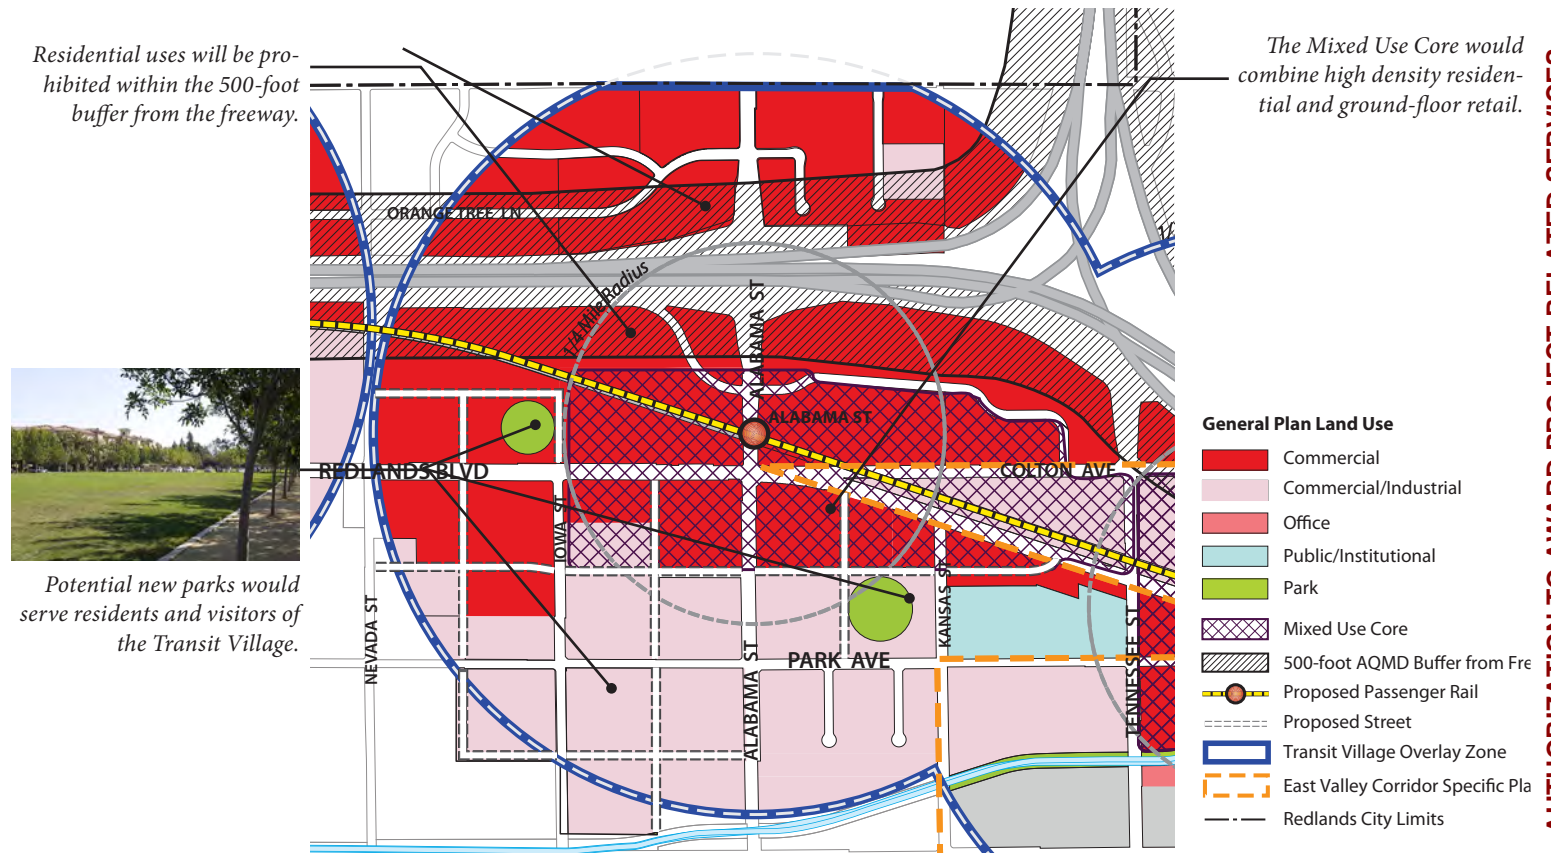 Residential uses will be pro-
hibited within the 500-foot
buffer from the freeway.
The Mixed Use Core would
combine high density residen-
tial and ground-floor retail.
ORANGE TREE LN
1/4 Mile Radius
ALABAMA ST
ALABAMA ST
REDLANDS BLVD
COLTON AVE
IOWA ST
KANSAS ST
NEVADA ST
PARK AVE
ALABAMA ST
TENNESSEE ST
Potential new parks would
serve residents and visitors of
the Transit Village.
General Plan Land Use
Commercial
Commercial/Industrial
Office
Public/Institutional
Park
Mixed Use Core
500-foot AQMD Buffer from Fre
Proposed Passenger Rail
Proposed Street
Transit Village Overlay Zone
East Valley Corridor Specific Pla
Redlands City Limits